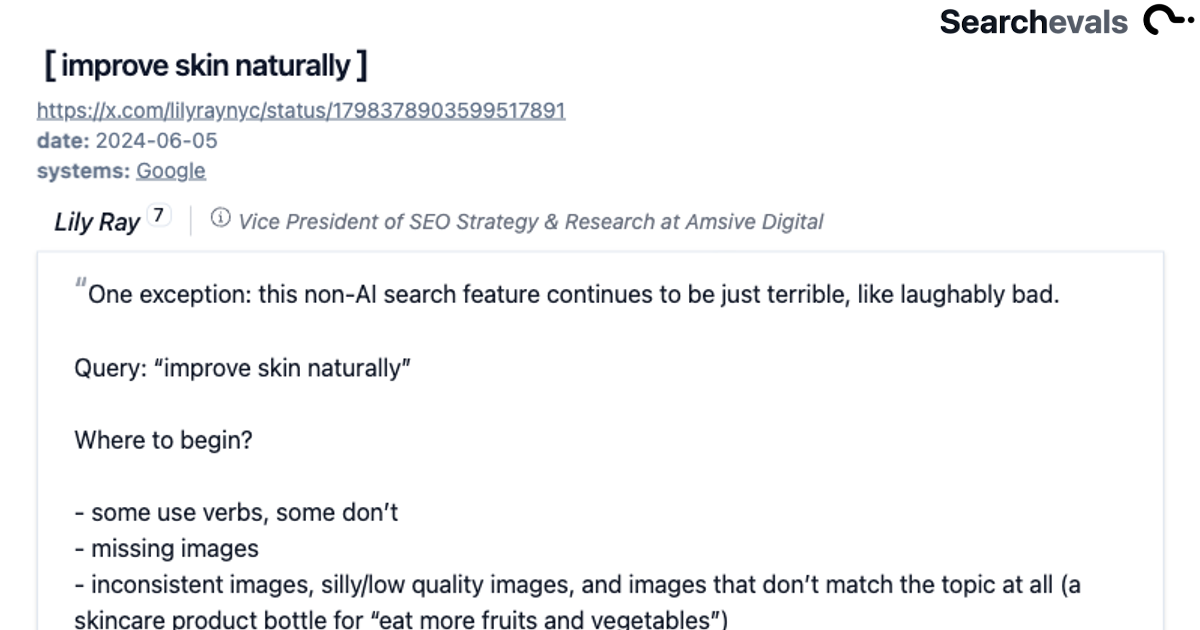 Searchevals
[ improve skin naturally ]
https://x.com/lilyraynyc/status/1798378903599517891
date: 2024-06-05
systems: Google
Lily Ray 7 Vice President of SEO Strategy & Research at Amsive Digital
“One exception: this non-AI search feature continues to be just terrible, like laughably bad.
Query: “improve skin naturally”
Where to begin?
- some use verbs, some don’t
- missing images
- inconsistent images, silly/low quality images, and images that don’t match the topic at all (a
skincare product bottle for “eat more fruits and vegetables”)